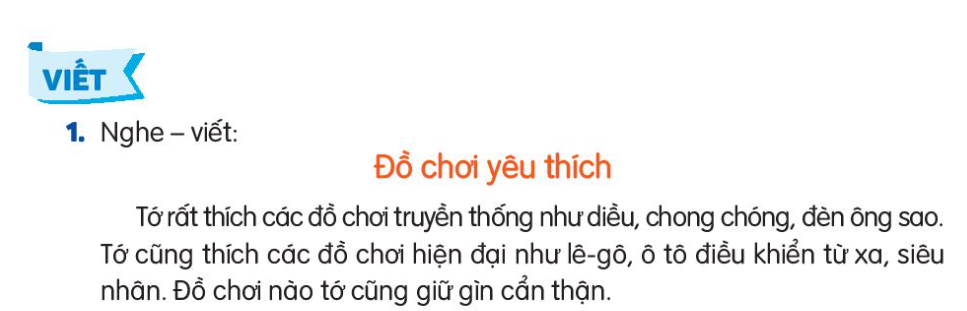 VIẾT
1. Nghe – viết:
Đồ chơi yêu thích
Tớ rất thích các đồ chơi truyền thống như diều, chong chóng, đèn ông sao.
Tớ cũng thích các đồ chơi hiện đại như lê-gô, ô tô điều khiển từ xa, siêu
nhân. Đồ chơi nào tớ cũng giữ gìn cẩn thận.